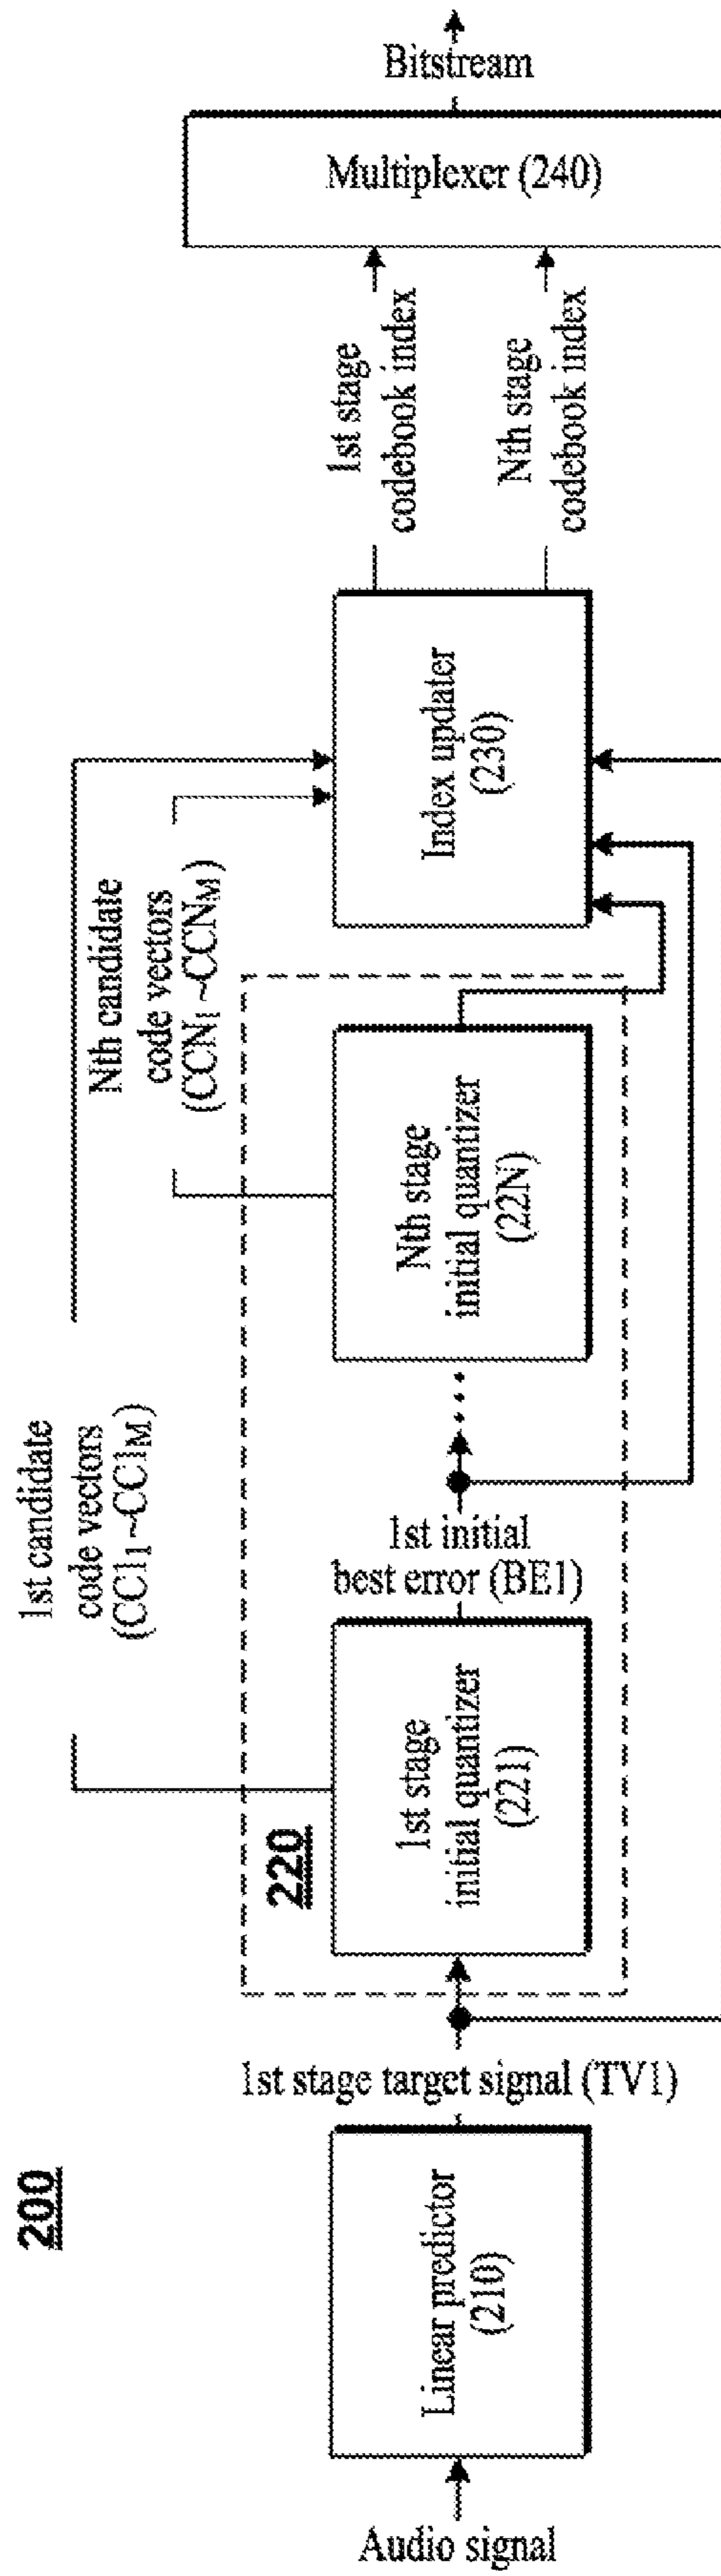 200
Audio signal
Linear predictor
(210)
1st stage target signal (TV1)
220
1st stage
initial quantizer
(221)
1st candidate
code vectors
(CC1₁~CC1M)
1st initial
best error (BE1)
Nth stage
initial quantizer
(22N)
Nth candidate
code vectors
(CCN₁~CCNM)
Index updater
(230)
1st stage
codebook index
Nth stage
codebook index
Multiplexer (240)
Bitstream